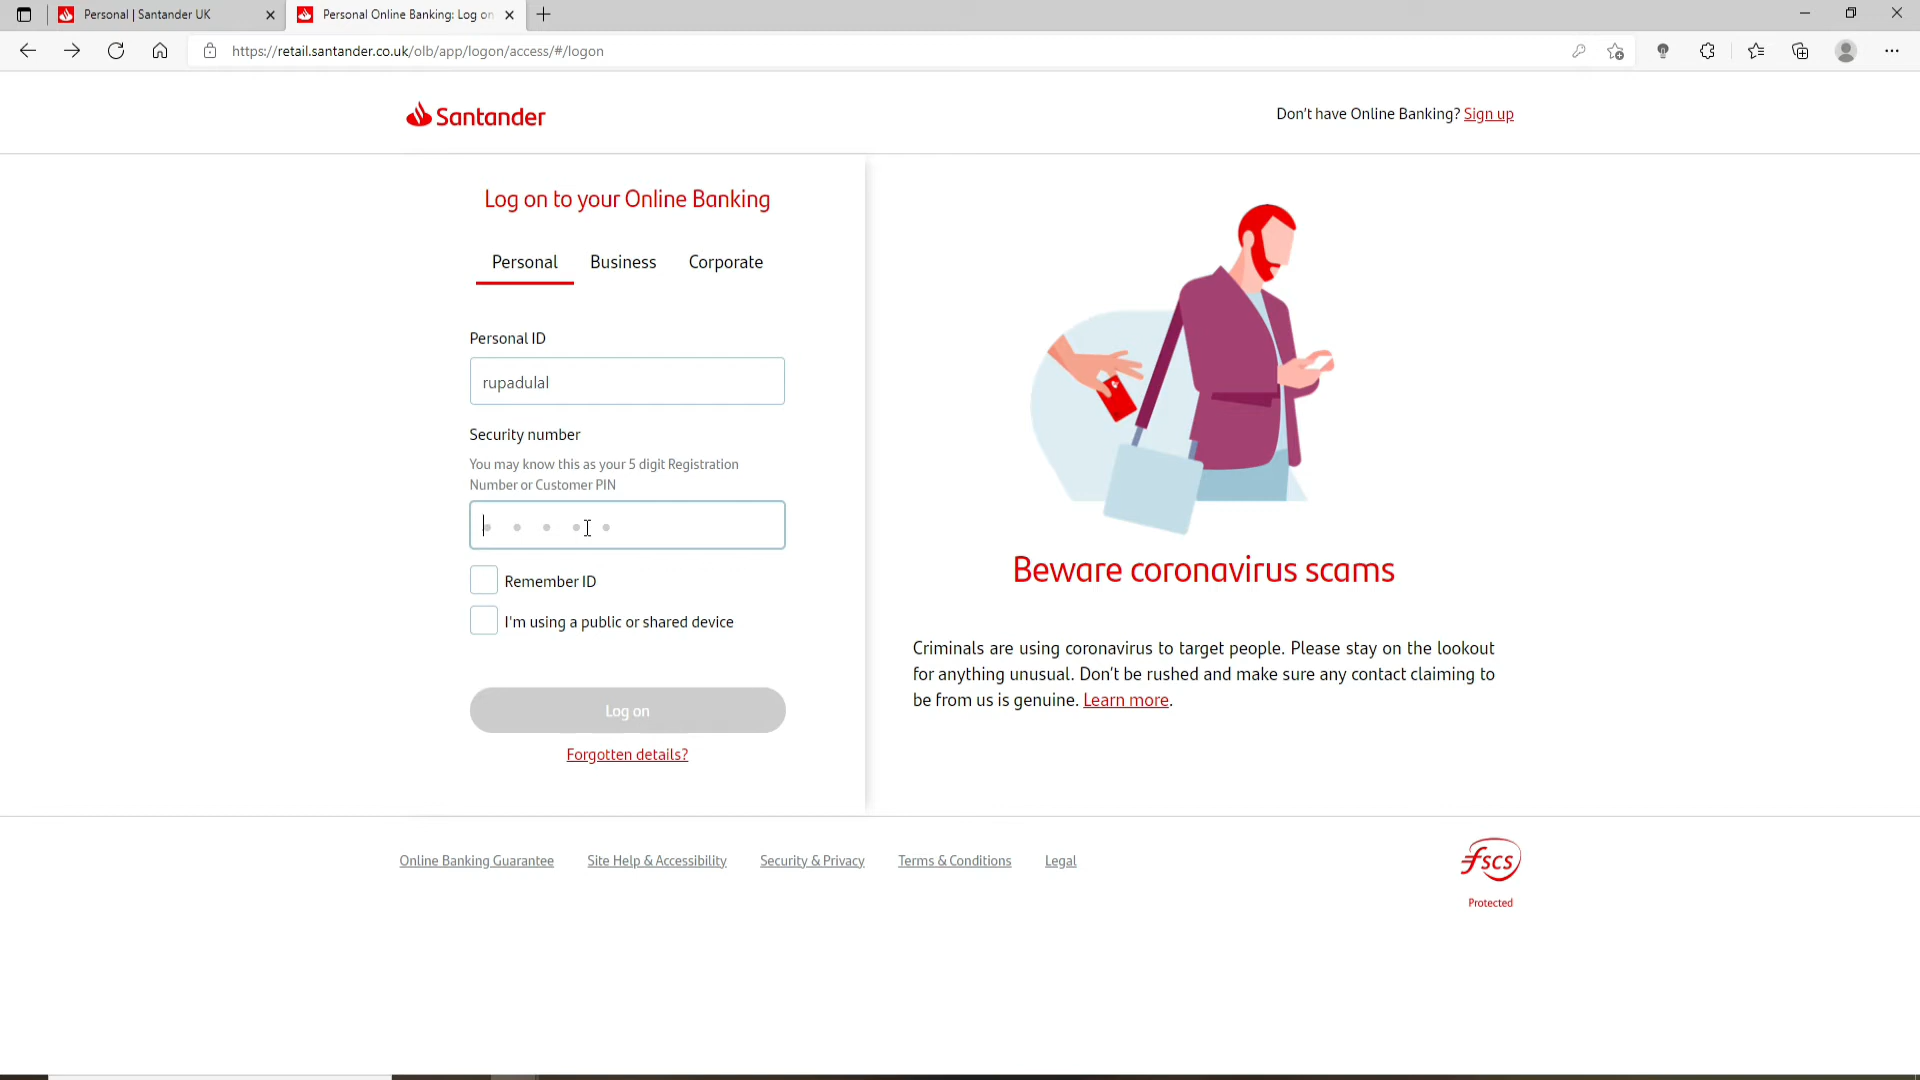 Personal | Santander UK
Personal Online Banking: Log on
https://retail.santander.co.uk/olb/app/logon/access/#/logon
Santander
Don't have Online Banking? Sign up
Log on to your Online Banking
Personal
Business
Corporate
Personal ID
rupadulal
Security number
You may know this as your 5 digit Registration
Number or Customer PIN
Remember ID
I'm using a public or shared device
Log on
Forgotten details?
Beware coronavirus scams
Criminals are using coronavirus to target people. Please stay on the lookout
for anything unusual. Don't be rushed and make sure any contact claiming to
be from us is genuine. Learn more.
Online Banking Guarantee
Site Help & Accessibility
Security & Privacy
Terms & Conditions
Legal
fscs
Protected